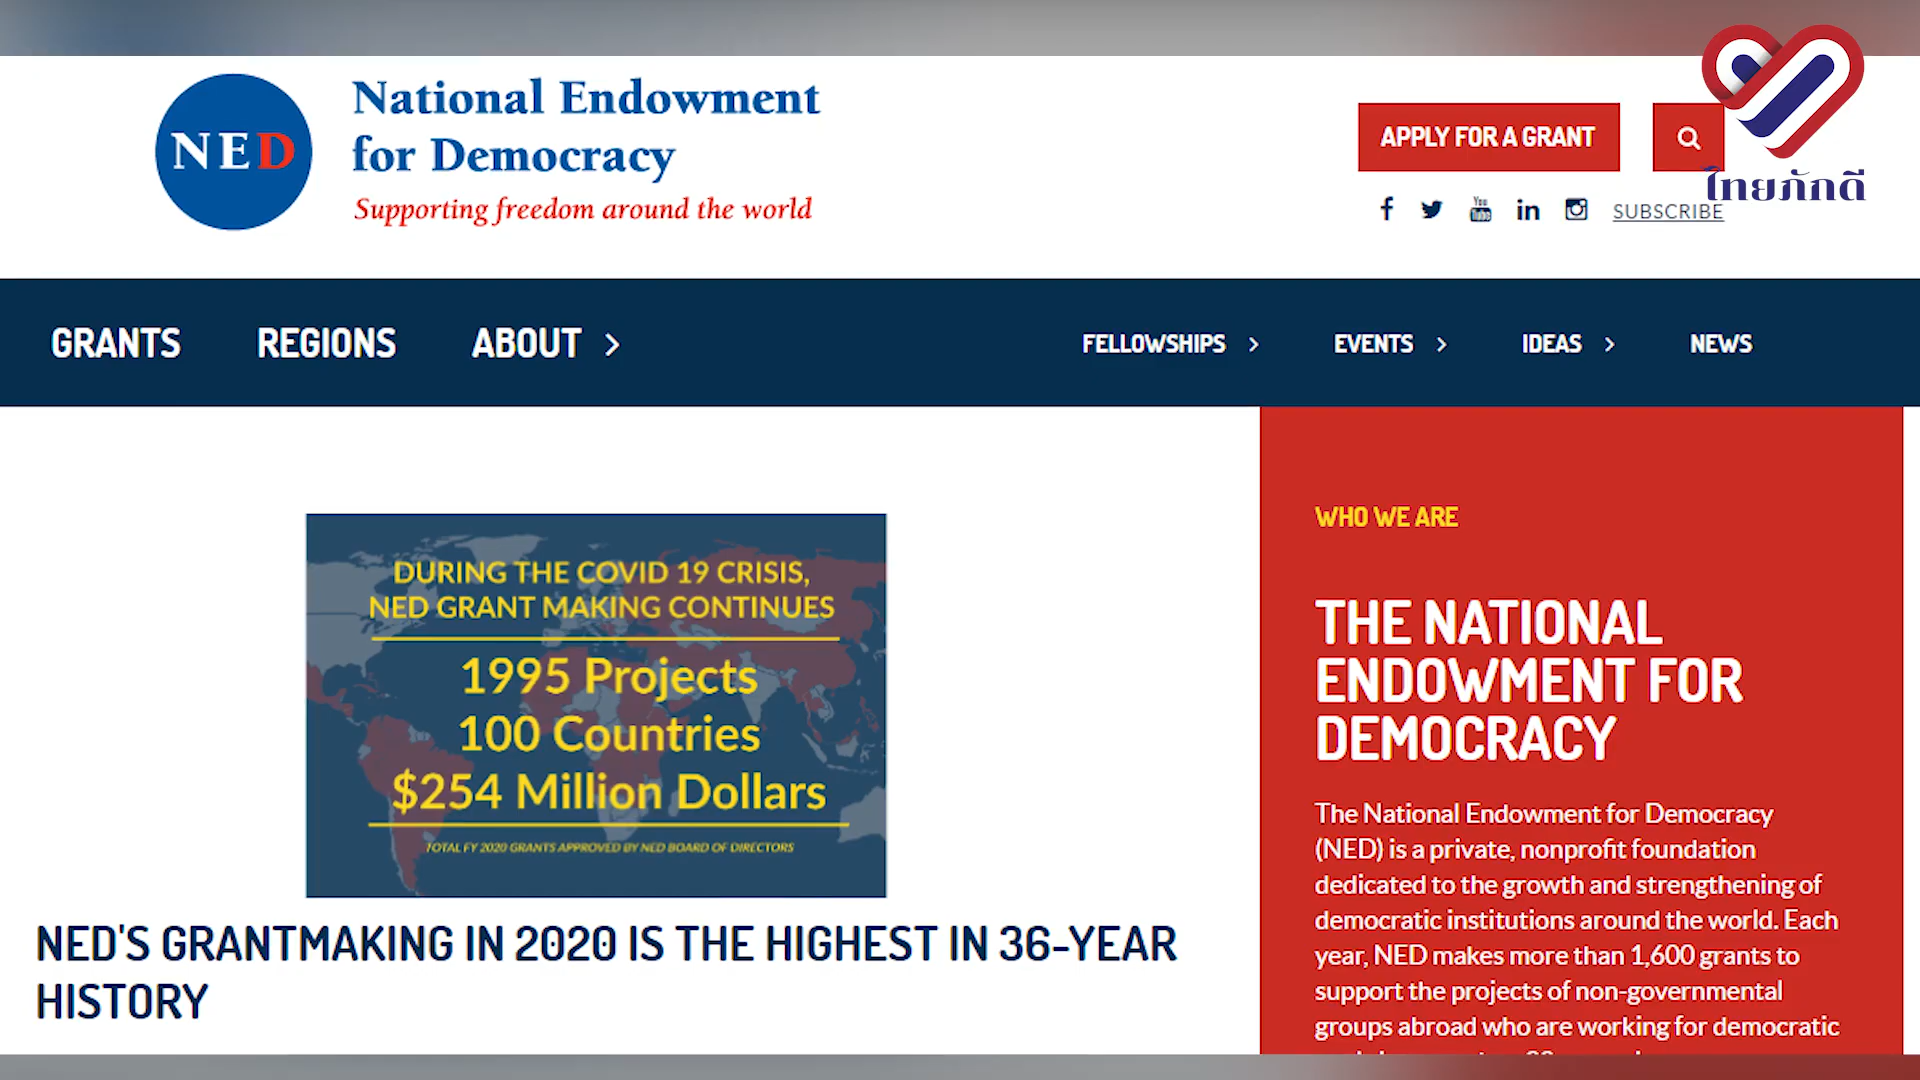 NED
National Endowment
for Democracy
Supporting freedom around the world
APPLY FOR A GRANT
SUBSCRIBE
ไทยภักดี
GRANTS
REGIONS
ABOUT
FELLOWSHIPS
EVENTS
IDEAS
NEWS
DURING THE COVID 19 CRISIS,
NED GRANT MAKING CONTINUES
1995 Projects
100 Countries
$254 Million Dollars
TOTAL FY 2020 GRANTS APPROVED BY NED BOARD OF DIRECTORS
NED'S GRANTMAKING IN 2020 IS THE HIGHEST IN 36-YEAR
HISTORY
WHO WE ARE
THE NATIONAL
ENDOWMENT FOR
DEMOCRACY
The National Endowment for Democracy
(NED) is a private, nonprofit foundation
dedicated to the growth and strengthening of
democratic institutions around the world. Each
year, NED makes more than 1,600 grants to
support the projects of non-governmental
groups abroad who are working for democratic